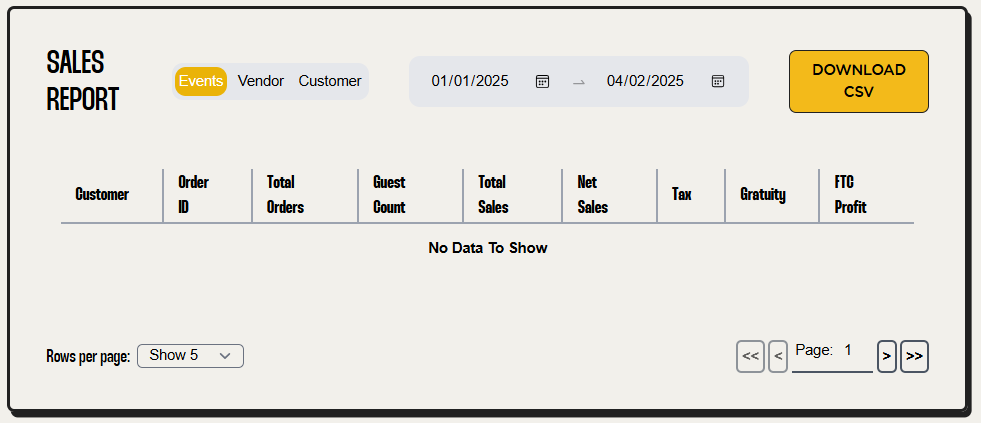 SALES
REPORT
Events Vendor Customer
01/01/2025 04/02/2025
DOWNLOAD
CSV
Customer
Order
ID
Total
Orders
Guest
Count
Total
Sales
Net
Sales
Tax
Gratuity
FTC
Profit
No Data To Show
Rows per page: Show 5
<< < Page: 1 > >>